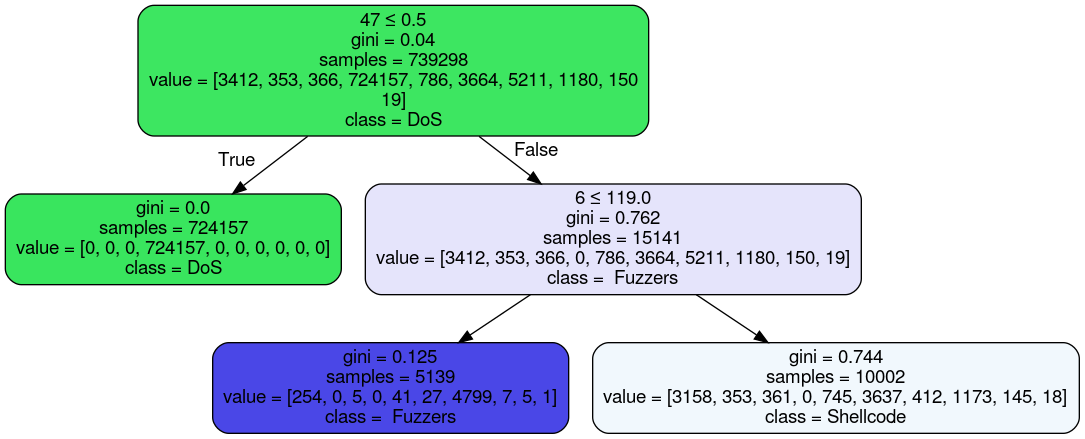 47 ≤ 0.5
gini = 0.04
samples = 739298
value = [3412, 353, 366, 724157, 786, 3664, 5211, 1180, 150
19]
class = DoS
True
False
gini = 0.0
samples = 724157
value = [0, 0, 0, 724157, 0, 0, 0, 0, 0, 0]
class = DoS
6 ≤ 119.0
gini = 0.762
samples = 15141
value = [3412, 353, 366, 0, 786, 3664, 5211, 1180, 150, 19]
class = Fuzzers
gini = 0.125
samples = 5139
value = [254, 0, 5, 0, 41, 27, 4799, 7, 5, 1]
class = Fuzzers
gini = 0.744
samples = 10002
value = [3158, 353, 361, 0, 745, 3637, 412, 1173, 145, 18]
class = Shellcode